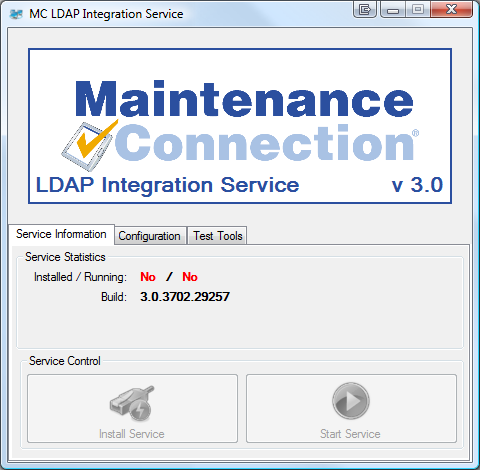 MC LDAP Integration Service
Maintenance
Connection®
LDAP Integration Service v 3.0
Service Information Configuration Test Tools
Service Statistics
Installed / Running: No / No
Build: 3.0.3702.29257
Service Control
Install Service Start Service